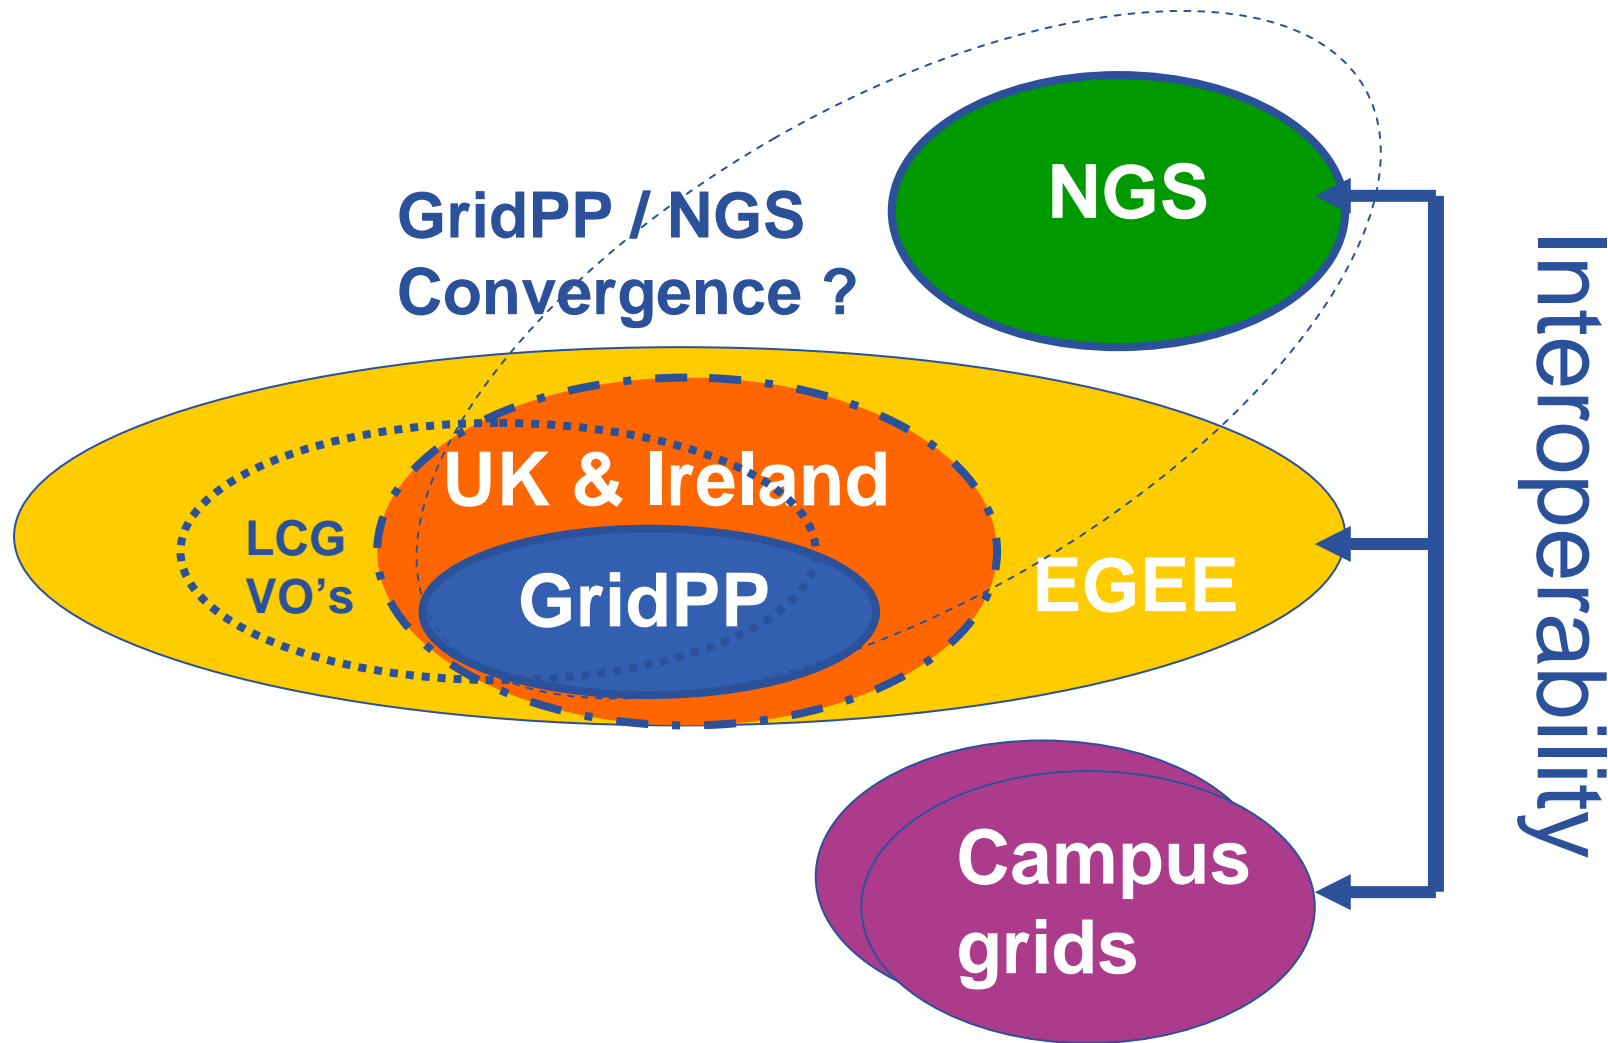 NGS
GridPP / NGS
Convergence ?
UK & Ireland
LCG
VO's
GridPP
EGEE
Campus
grids
Interoperability